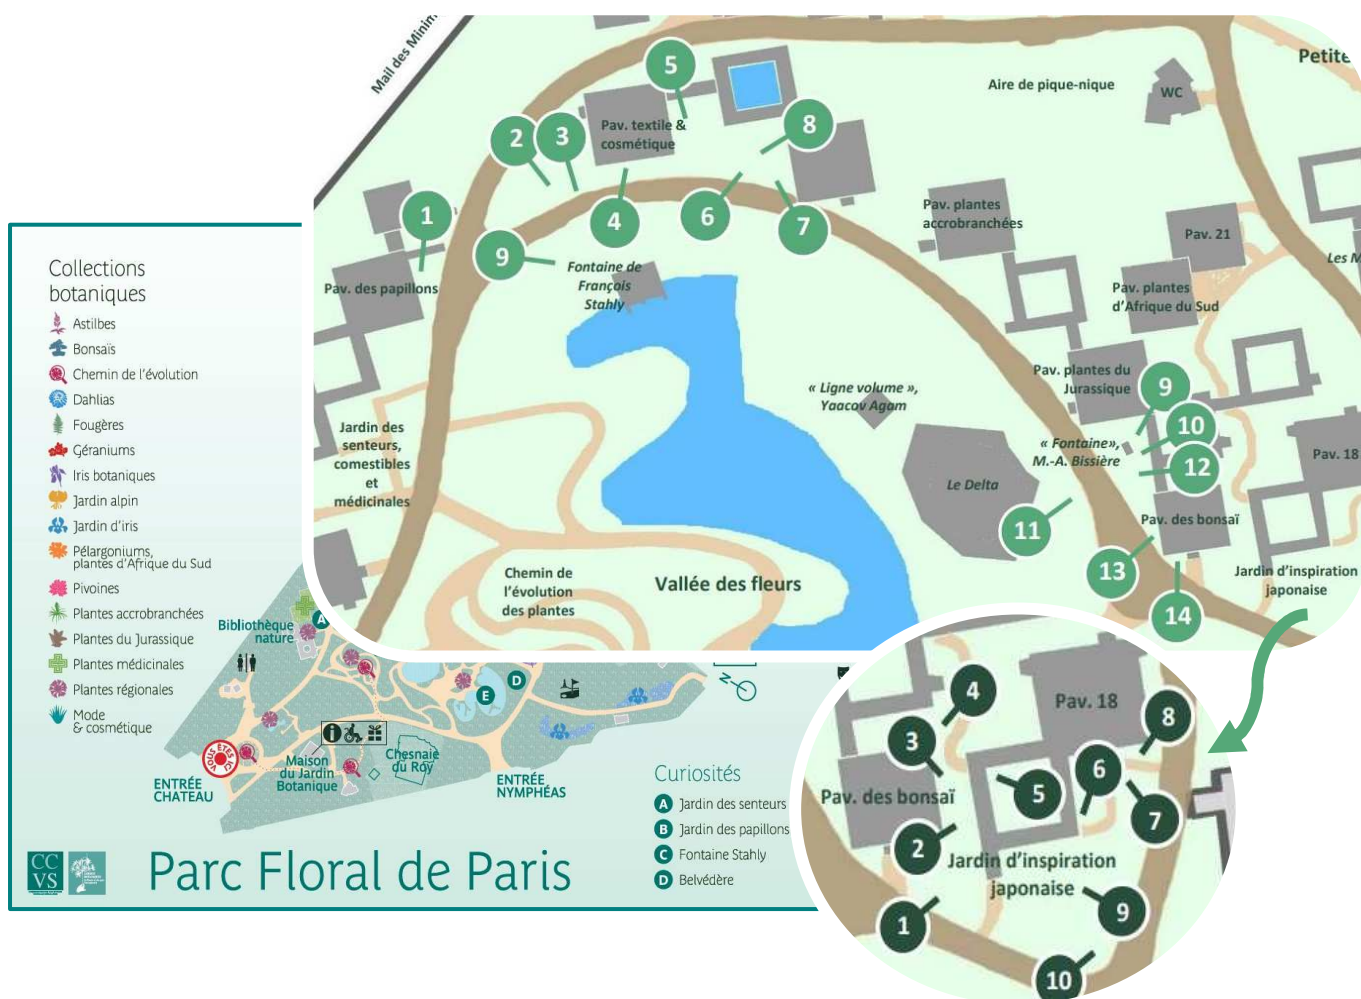 Mail des Minim
5
Petite
Aire de pique-nique
WC
2
3
8
Pav. textile &
cosmétique
1
4
6
7
Pav. plantes
accrobranchées
Pav. 21
9
Fontaine de
François
Stahly
Les M
Pav. des papillons
Pav. plantes
d'Afrique du Sud
Pav. plantes du
Jurassique
« Ligne volume »,
Yaacov Agam
9
10
Jardin des
senteurs,
comestibles
et
médicinales
« Fontaine»,
M.-A. Bissière
12
Pav. 18
Le Delta
11
Pav. des bonsaï
13
14
Chemin de
l'évolution
des plantes
Vallée des fleurs
Jardin d'inspiration
japonaise
Collections
botaniques
Astilbes
Bonsaïs
Chemin de l'évolution
Dahlias
Fougères
Géraniums
Iris botaniques
Jardin alpin
Jardin d'iris
Pélargoniums,
plantes d'Afrique du Sud
Pivoines
Plantes accrobranchées
Plantes du Jurassique
Plantes médicinales
Plantes régionales
Mode
& cosmétique
Bibliothèque
nature
A
D
E
N
VOUS ÊTES ICI
ENTRÉE
CHATEAU
Maison
du Jardin
Botanique
Chesnaie
du Roy
ENTRÉE
NYMPHÉAS
Curiosités
A Jardin des senteurs
B Jardin des papillons
C Fontaine Stahly
D Belvédère
CC
VS
Parc Floral de Paris
4
Pav. 18
8
3
6
5
7
Pav. des bonsaï
2
Jardin d'inspiration
japonaise
1
9
10